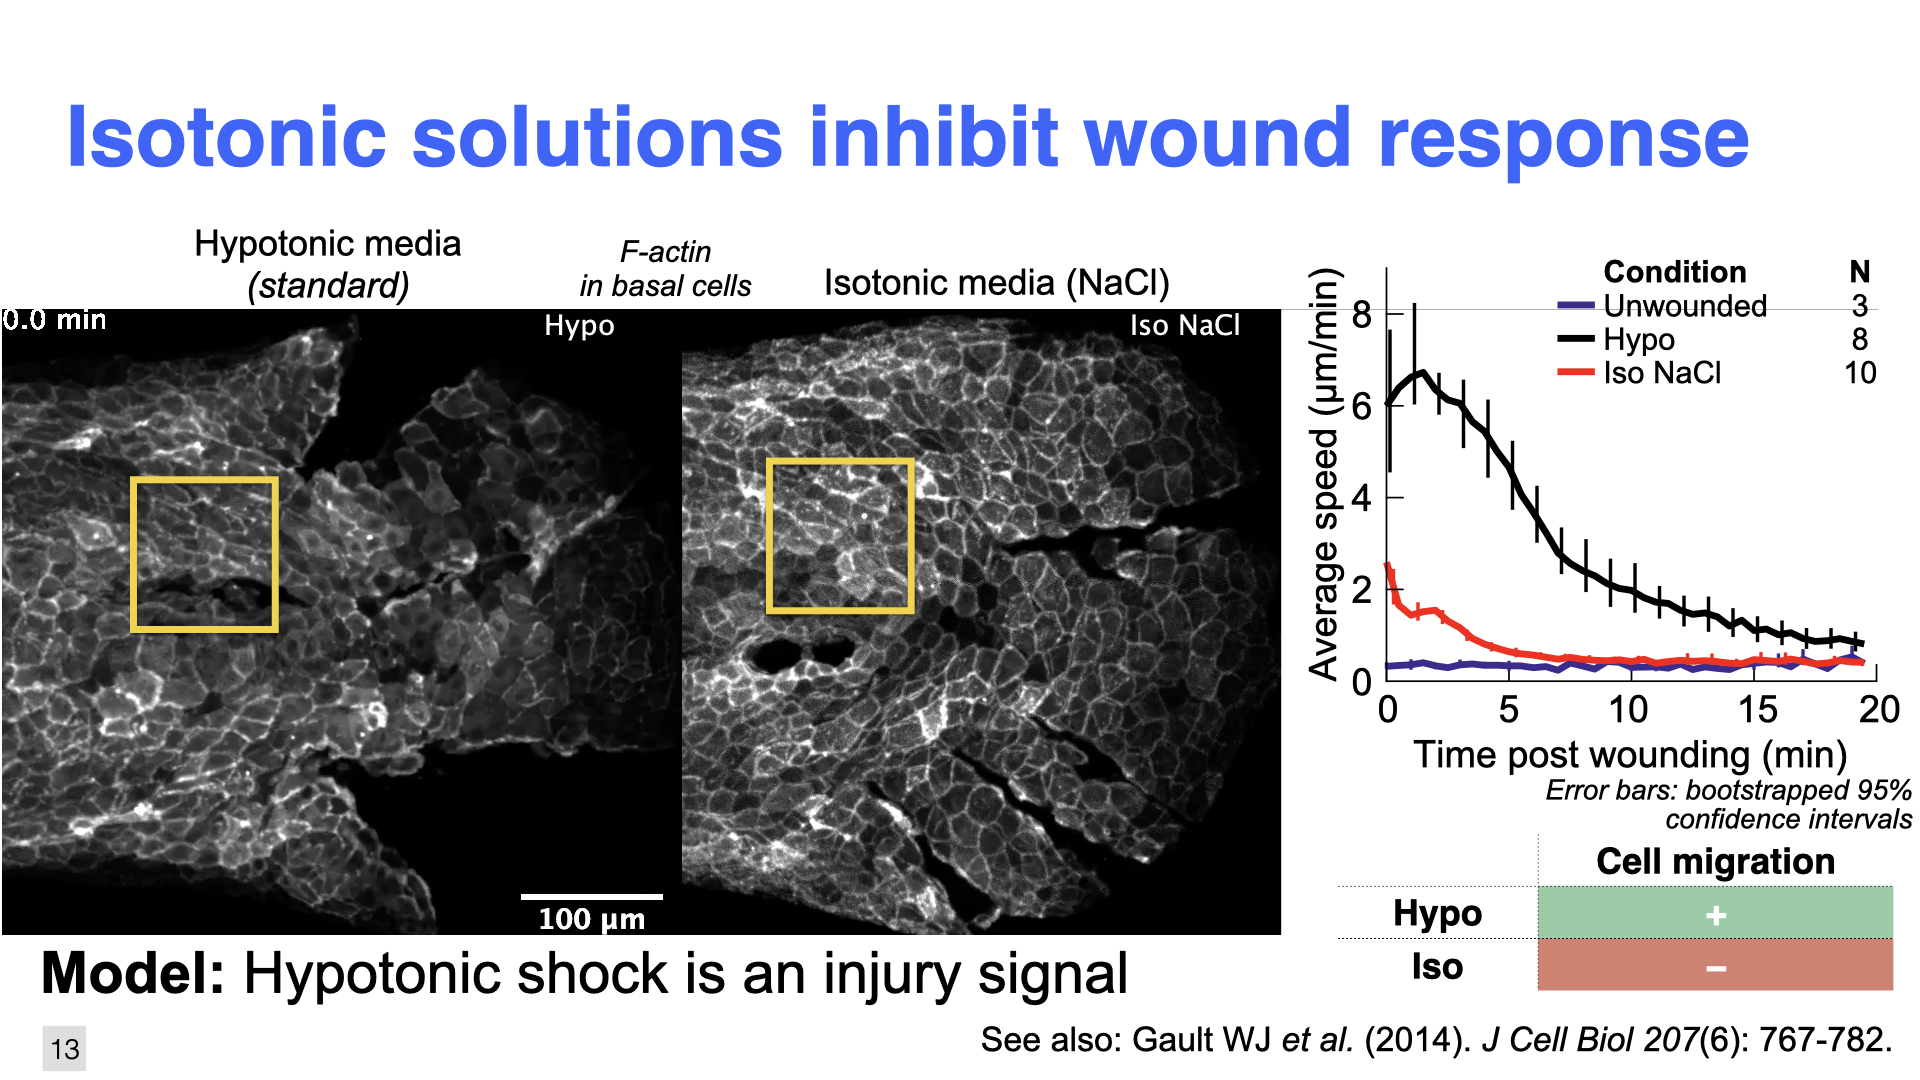 Isotonic solutions inhibit wound response
Hypotonic media
(standard)
F-actin
in basal cells
Isotonic media (NaCl)
0.0 min
Hypo
Iso NaCl
100 µm
Average speed (µm/min)
8
6
4
2
0
0 5 10 15 20
Time post wounding (min)
Condition N
Unwounded 3
Hypo 8
Iso NaCl 10
Error bars: bootstrapped 95%
confidence intervals
Cell migration
Hypo +
Iso −
Model: Hypotonic shock is an injury signal
13
See also: Gault WJ et al. (2014). J Cell Biol 207(6): 767-782.